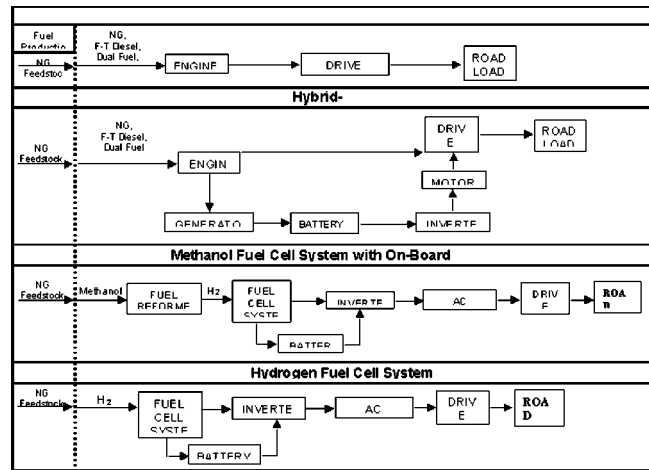 Fuel
Productio
NG,
F-T Diesel,
Dual Fuel,
NG
Feedstoc
ENGINE
DRIVE
ROAD
LOAD
Hybrid-
NG,
F-T Diesel,
Dual Fuel
NG
Feedstock
ENGIN
DRIV
E
ROAD
LOAD
MOTOR
GENERATO
BATTERY
INVERTE
Methanol Fuel Cell System with On-Board
NG
Feedstock
Methanol
FUEL
REFORME
H2
FUEL
CELL
SYSTE
INVERTE
AC
DRIV
E
ROA
D
BATTER
Hydrogen Fuel Cell System
NG
Feedstock
H2
FUEL
CELL
SYSTE
INVERTE
AC
DRIV
E
ROA
D
BATTERY